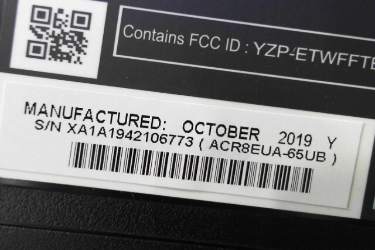 Contains FCC ID : YZP-ETWFFTE
MANUFACTURED: OCTOBER 2019 Y
S/N XA1A1942106773 ( ACR8EUA-65UB )